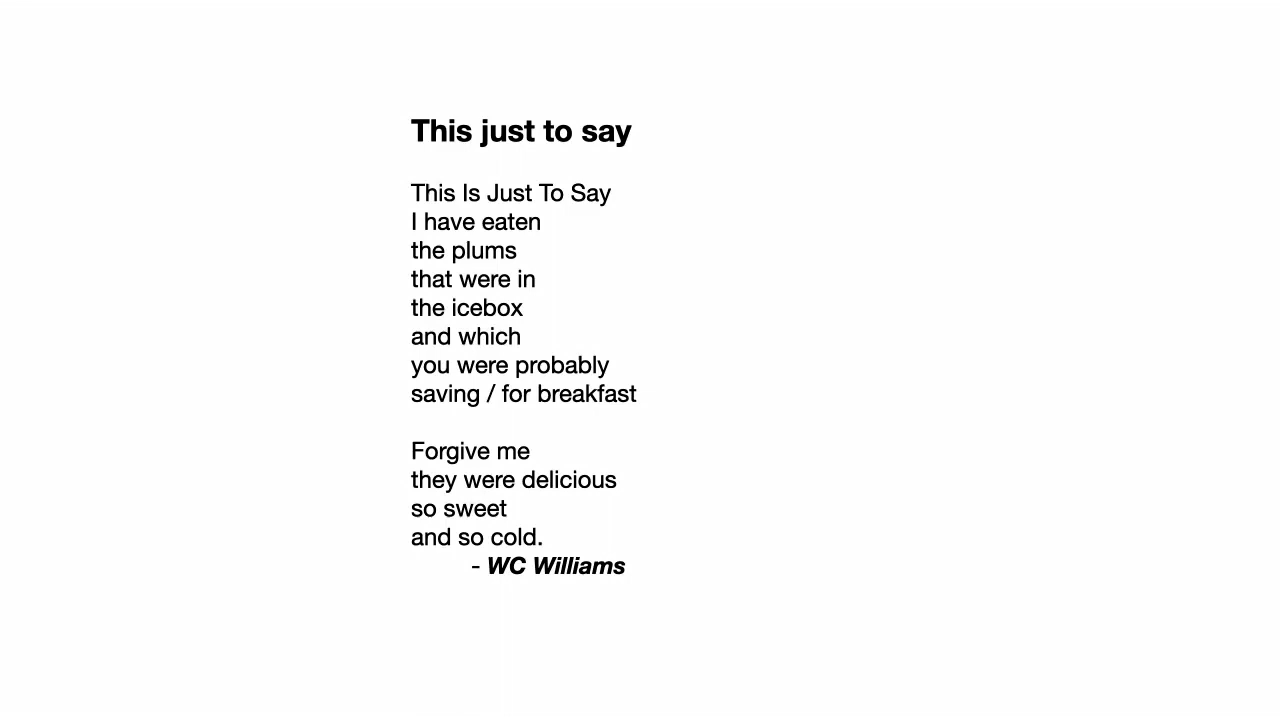 This just to say
This Is Just To Say
I have eaten
the plums
that were in
the icebox
and which
you were probably
saving / for breakfast
Forgive me
they were delicious
so sweet
and so cold.
- WC Williams